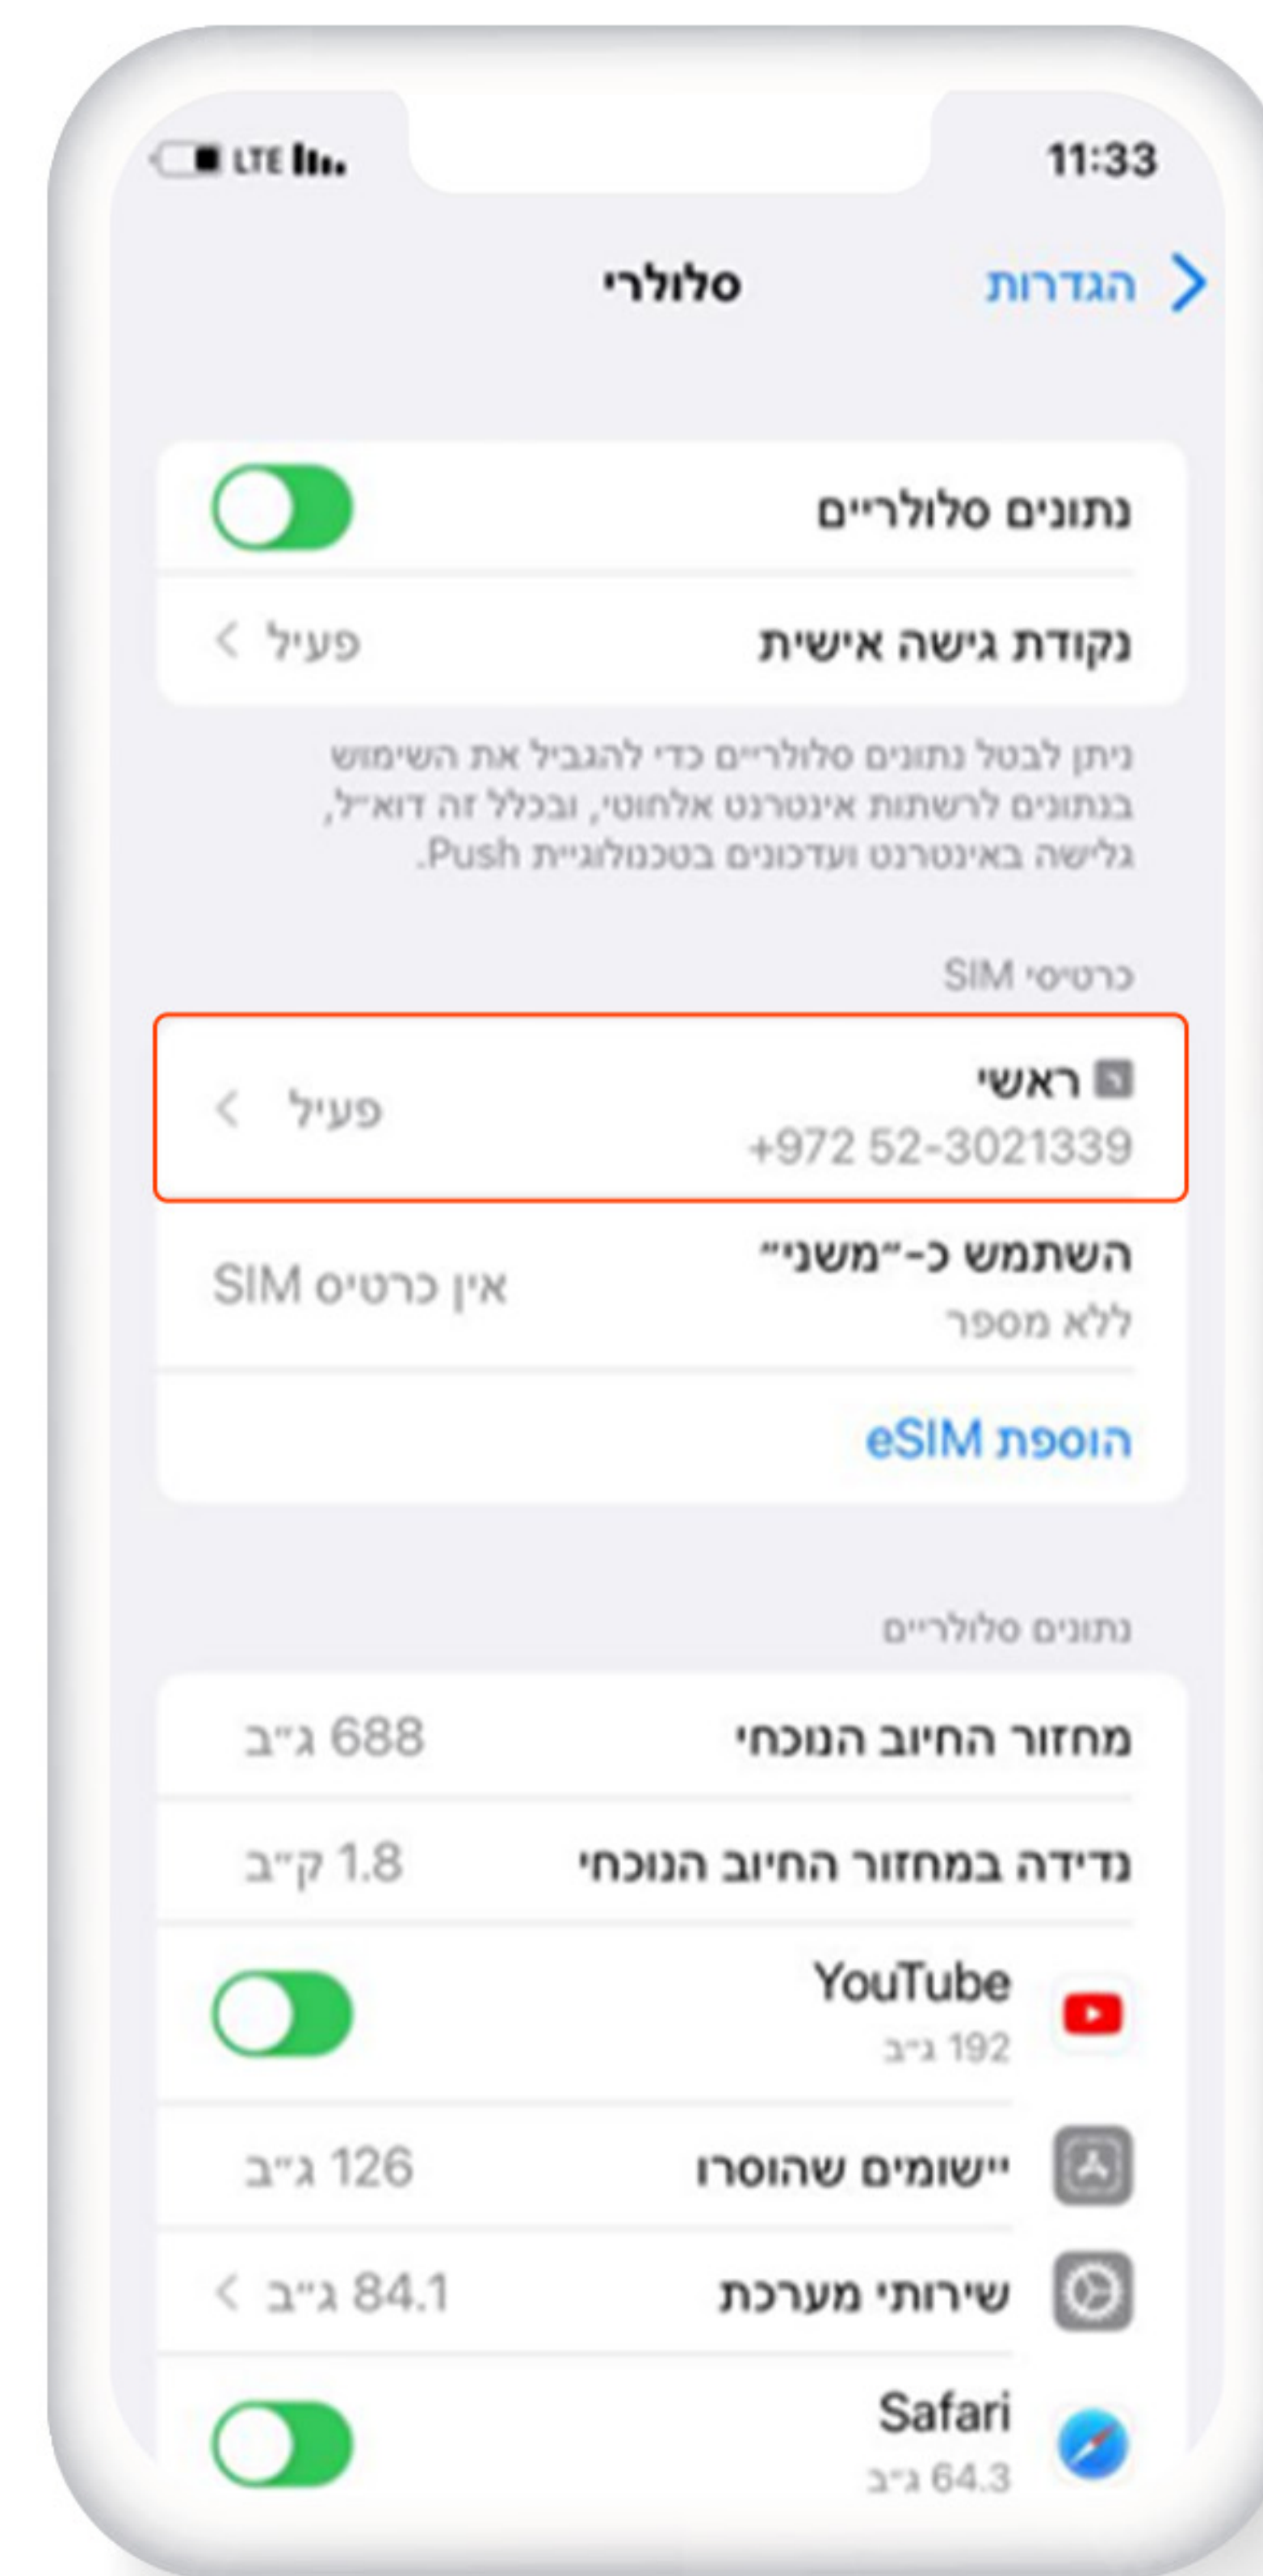 11:33
LTE
הגדרות
סלולרי
נתונים סלולריים
נקודת גישה אישית
פעיל
ניתן לבטל נתונים סלולריים כדי להגביל את השימוש
בנתונים לרשתות אינטרנט אלחוטי, ובכלל זה דוא״ל,
גלישה באינטרנט ועדכונים בטכנולוגיית Push.
כרטיסי SIM
ר ראשי
פעיל
+972 52-3021339
השתמש כ-״משני״
אין כרטיס SIM
ללא מספר
הוספת eSIM
נתונים סלולריים
מחזור החיוב הנוכחי
688 ג״ב
נדידה במחזור החיוב הנוכחי
1.8 ק״ב
YouTube
192 ג״ב
יישומים שהוסרו
126 ג״ב
שירותי מערכת
84.1 ג״ב
Safari
64.3 ג״ב